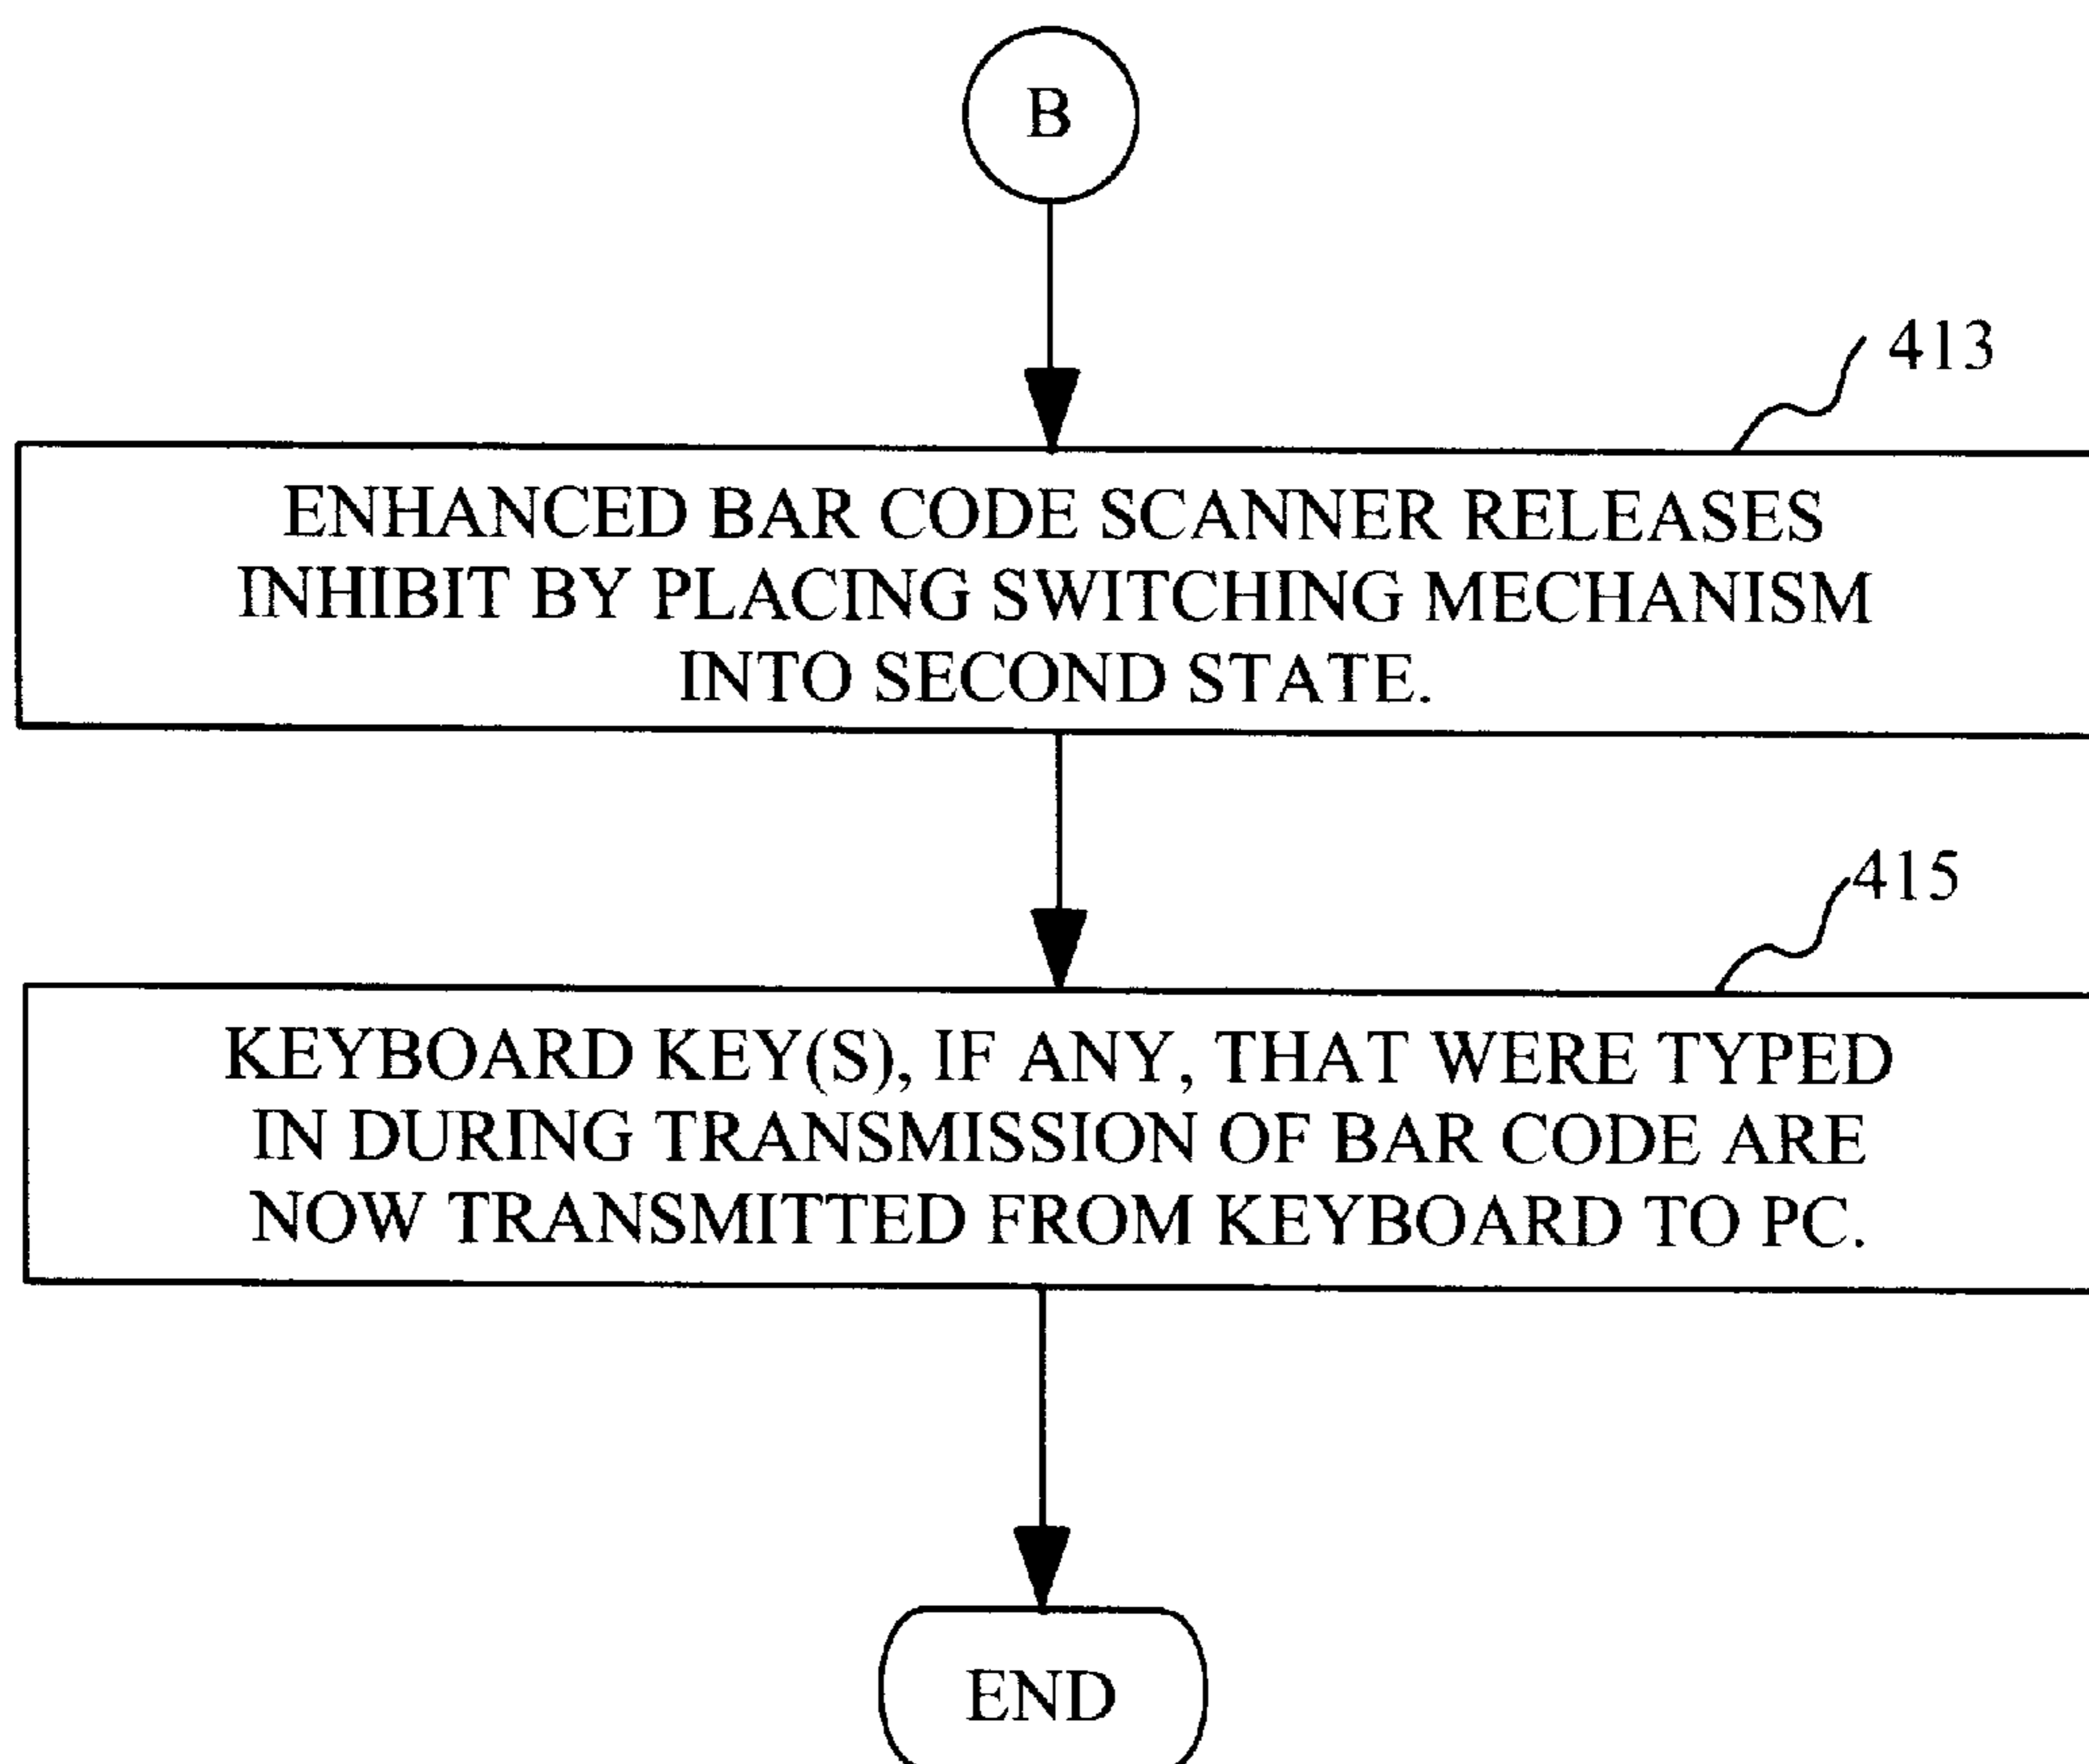 B
413
ENHANCED BAR CODE SCANNER RELEASES
INHIBIT BY PLACING SWITCHING MECHANISM
INTO SECOND STATE.
415
KEYBOARD KEY(S), IF ANY, THAT WERE TYPED
IN DURING TRANSMISSION OF BAR CODE ARE
NOW TRANSMITTED FROM KEYBOARD TO PC.
END